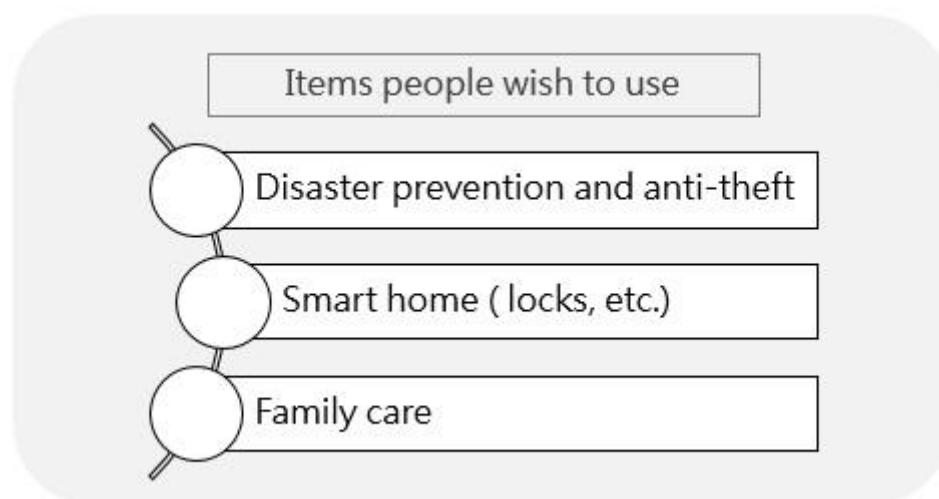 Items people wish to use
Disaster prevention and anti-theft
Smart home ( locks, etc.)
Family care